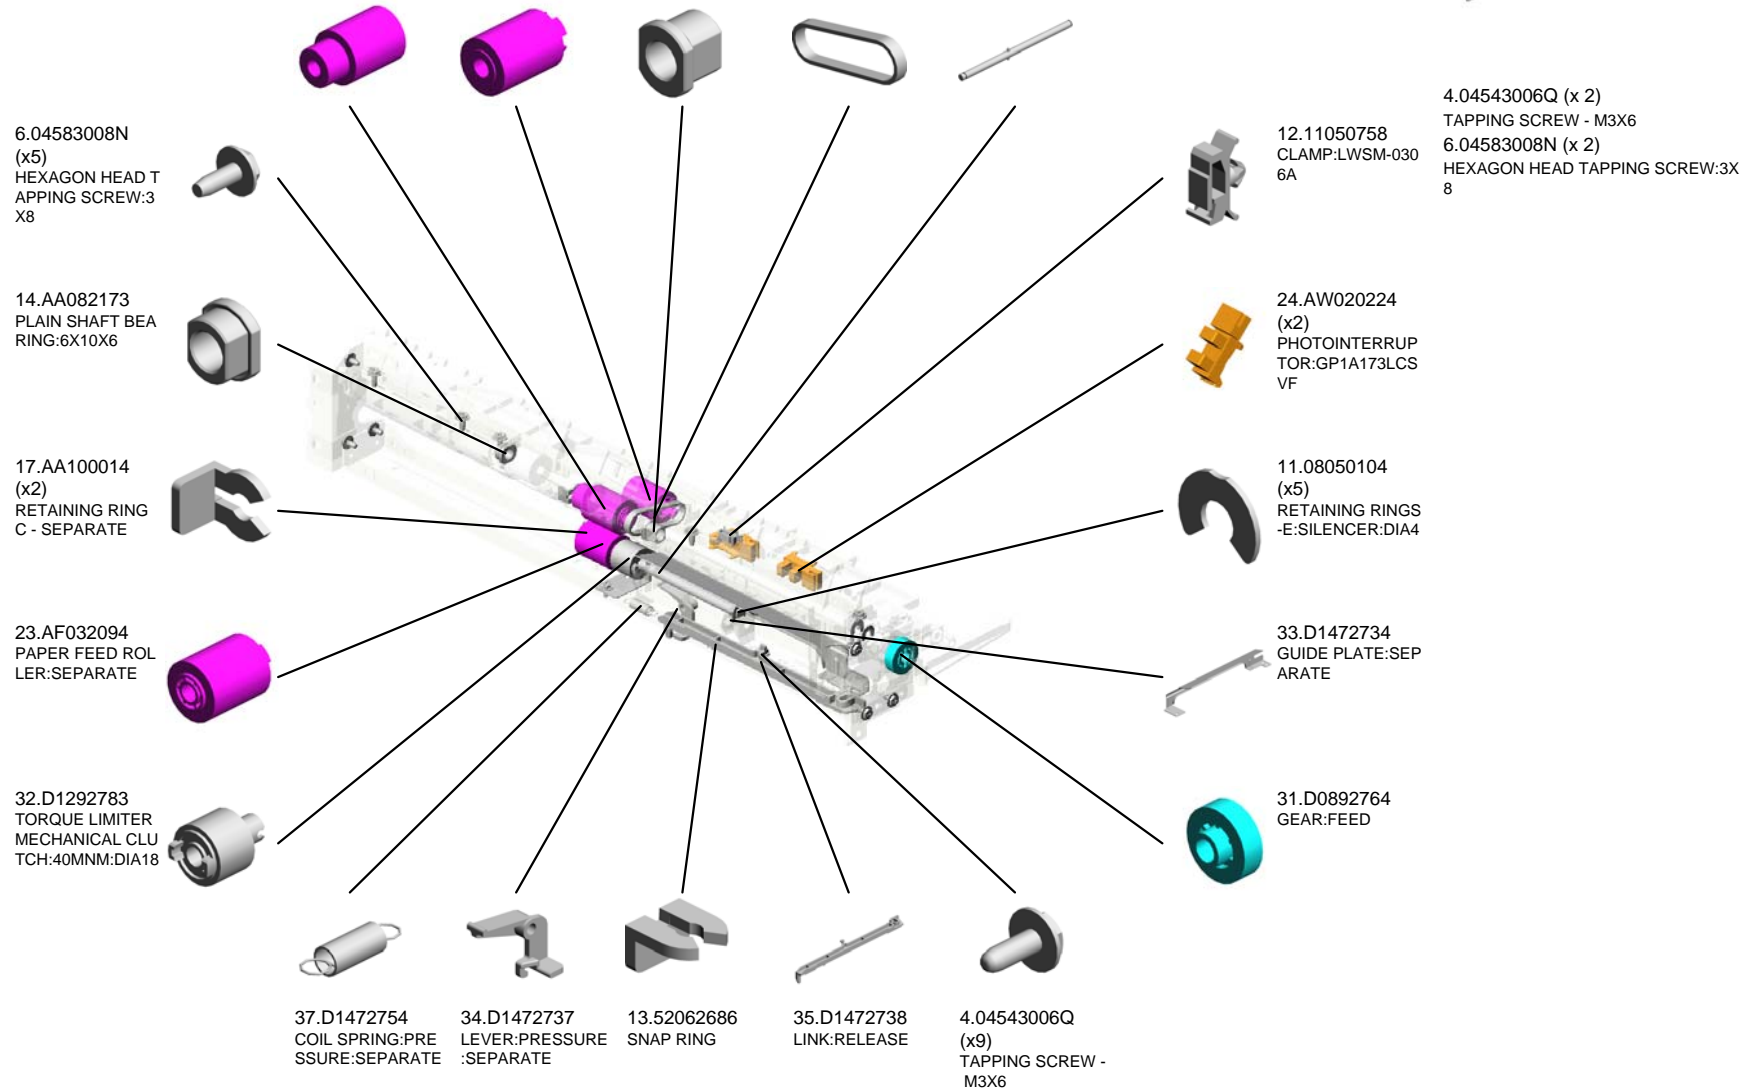 6.04583008N
(x5)
HEXAGON HEAD T
APPING SCREW:3
X8
14.AA082173
PLAIN SHAFT BEA
RING:6X10X6
17.AA100014
(x2)
RETAINING RING
C - SEPARATE
23.AF032094
PAPER FEED ROL
LER:SEPARATE
32.D1292783
TORQUE LIMITER
MECHANICAL CLU
TCH:40MNM:DIA18
37.D1472754
COIL SPRING:PRE
SSURE:SEPARATE
34.D1472737
LEVER:PRESSURE
:SEPARATE
13.52062686
SNAP RING
35.D1472738
LINK:RELEASE
4.04543006Q
(x9)
TAPPING SCREW -
M3X6
12.11050758
CLAMP:LWSM-030
6A
24.AW020224
(x2)
PHOTOINTERRUP
TOR:GP1A173LCS
VF
11.08050104
(x5)
RETAINING RINGS
-E:SILENCER:DIA4
33.D1472734
GUIDE PLATE:SEP
ARATE
31.D0892764
GEAR:FEED
4.04543006Q (x 2)
TAPPING SCREW - M3X6
6.04583008N (x 2)
HEXAGON HEAD TAPPING SCREW:3X
8